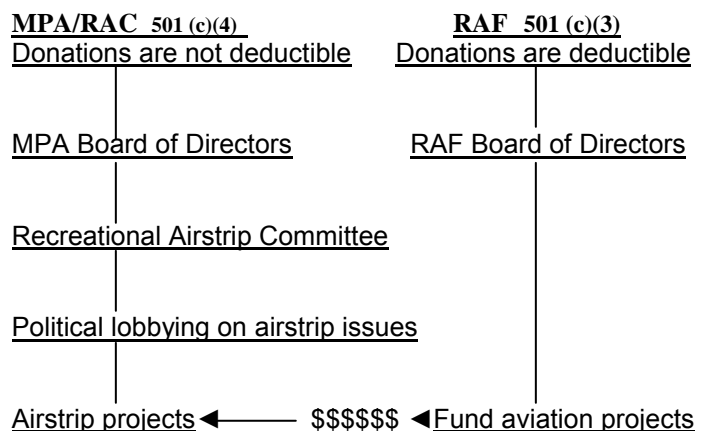 MPA/RAC 501 (c)(4) RAF 501 (c)(3)
Donations are not deductible Donations are deductible
MPA Board of Directors RAF Board of Directors
Recreational Airstrip Committee
Political lobbying on airstrip issues
Airstrip projects $$$$$$ Fund aviation projects